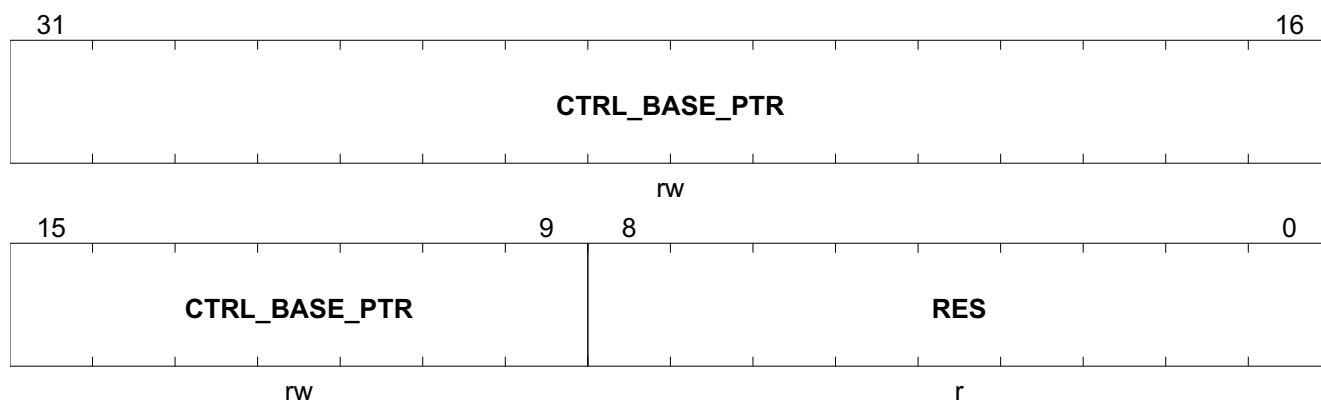 31 16
CTRL_BASE_PTR
rw
15 9 8 0
CTRL_BASE_PTR RES
rw r